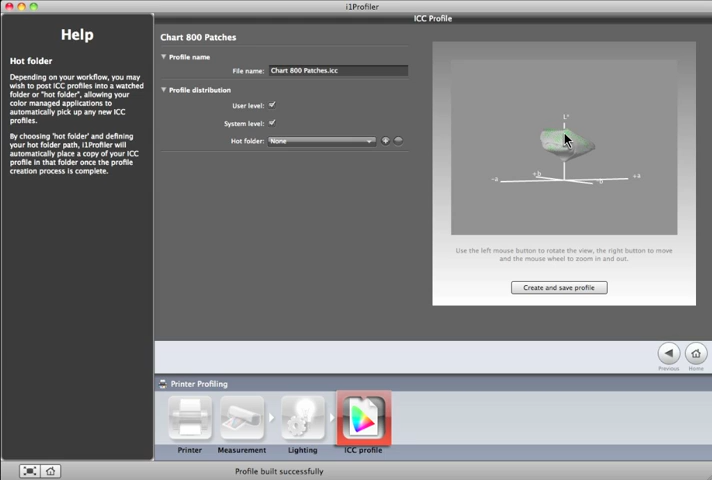 i1Profiler
ICC Profile
Help
Hot folder
Depending on your workflow, you may
wish to post ICC profiles into a watched
folder or "hot folder", allowing your
color managed applications to
automatically pick up any new ICC
profiles.
By choosing 'hot folder' and defining
your hot folder path, i1Profiler will
automatically place a copy of your ICC
profile in that folder once the profile
creation process is complete.
Chart 800 Patches
Profile name
File name: Chart 800 Patches.icc
Profile distribution
User level:
System level:
Hot folder: None
L*
-a
+b
-b
+a
Use the left mouse button to rotate the view, the right button to move
and the mouse wheel to zoom in and out.
Create and save profile
Previous
Home
Printer Profiling
Printer
Measurement
Lighting
ICC profile
Profile built successfully